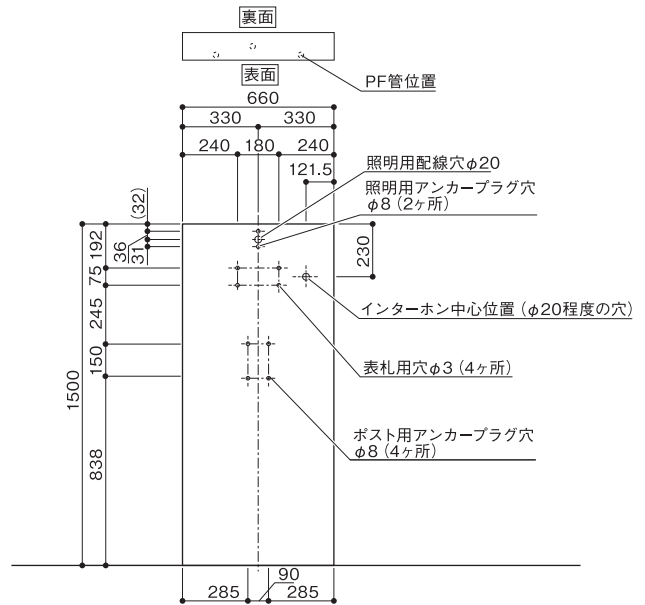 裏面
表面
PF管位置
660
330 330
240 180 240
121.5
照明用配線穴φ20
照明用アンカープラグ穴
φ8（2ヶ所）
(32)
36
31
192
75
245
150
838
1500
230
インターホン中心位置（φ20程度の穴）
表札用穴φ3（4ヶ所）
ポスト用アンカープラグ穴
φ8（4ヶ所）
90
285 285